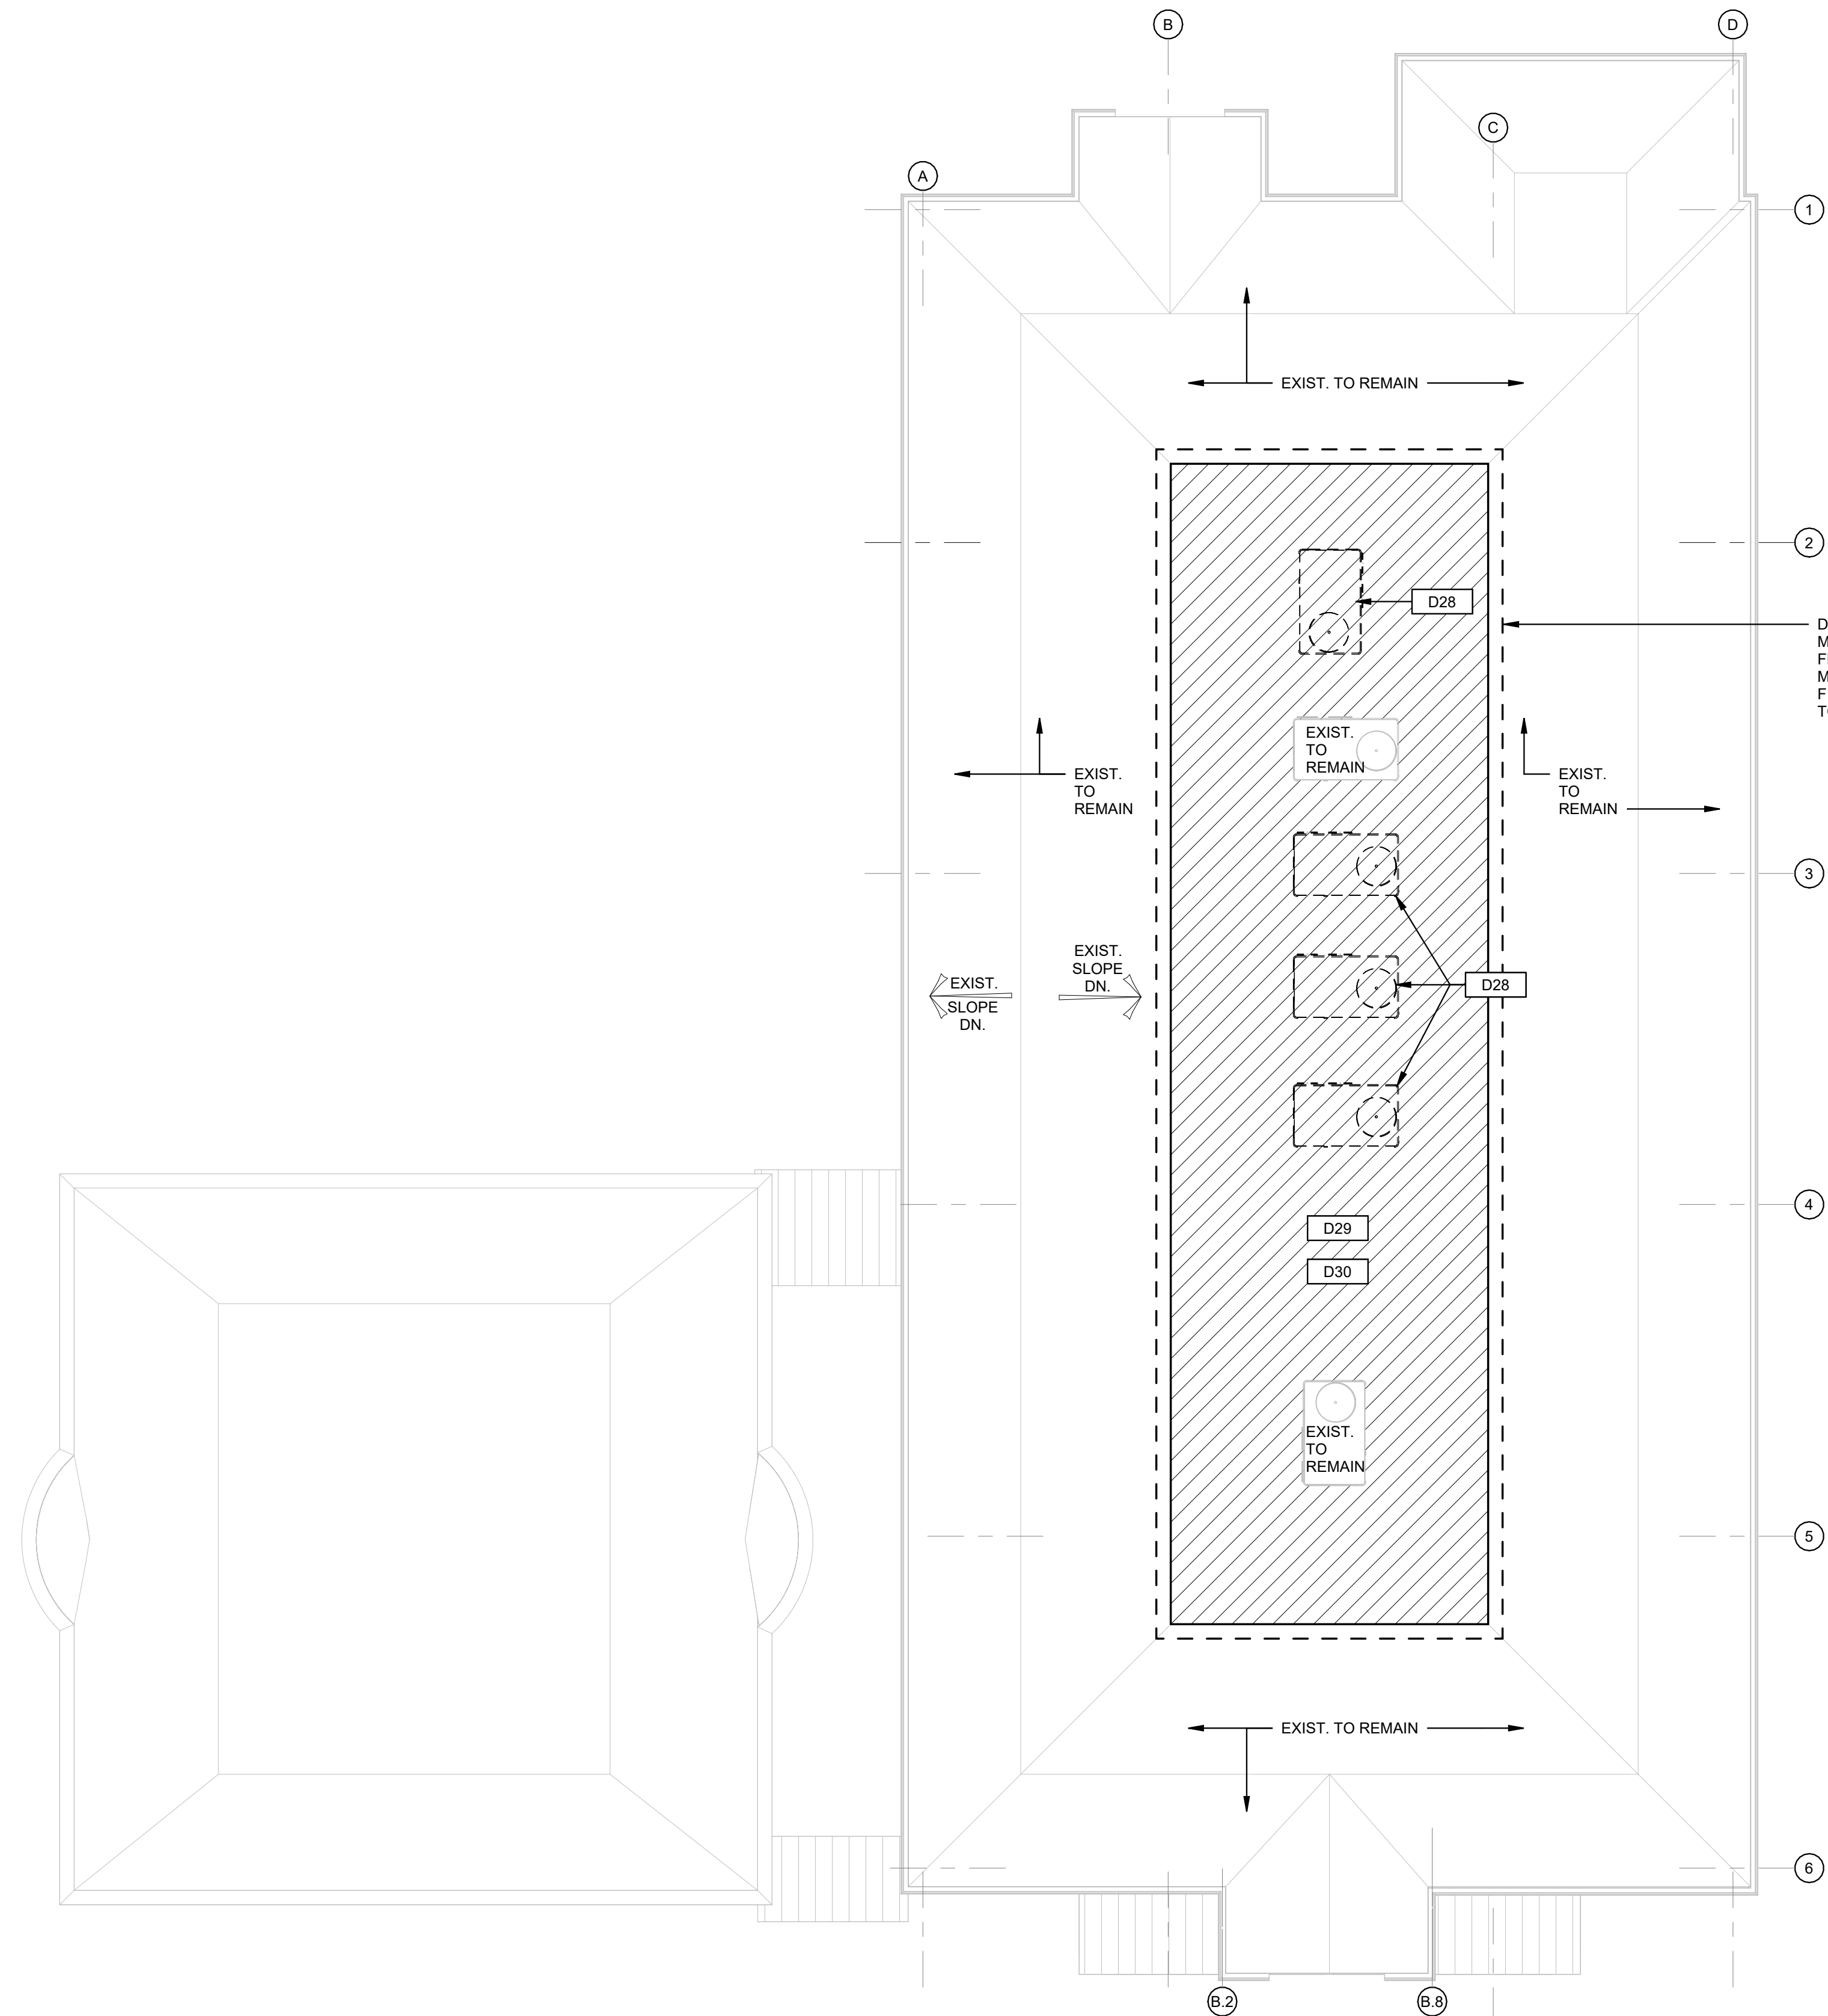 B
D
C
A
1
EXIST. TO REMAIN
2
D28
EXIST.
TO
REMAIN
EXIST.
TO
REMAIN
EXIST.
TO
REMAIN
3
EXIST.
SLOPE
DN.
EXIST.
SLOPE
DN.
D28
4
D29
D30
EXIST.
TO
REMAIN
5
EXIST. TO REMAIN
6
B.2
B.8